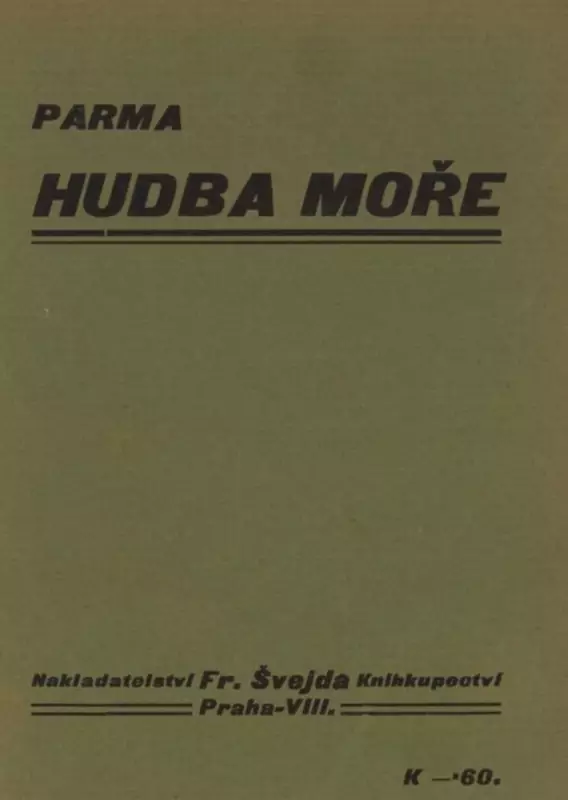 PARMA
HUDBA MOŘE
Nakladatelství Fr. Švejda Knihkupectví
Praha-VIII.
K —·60.